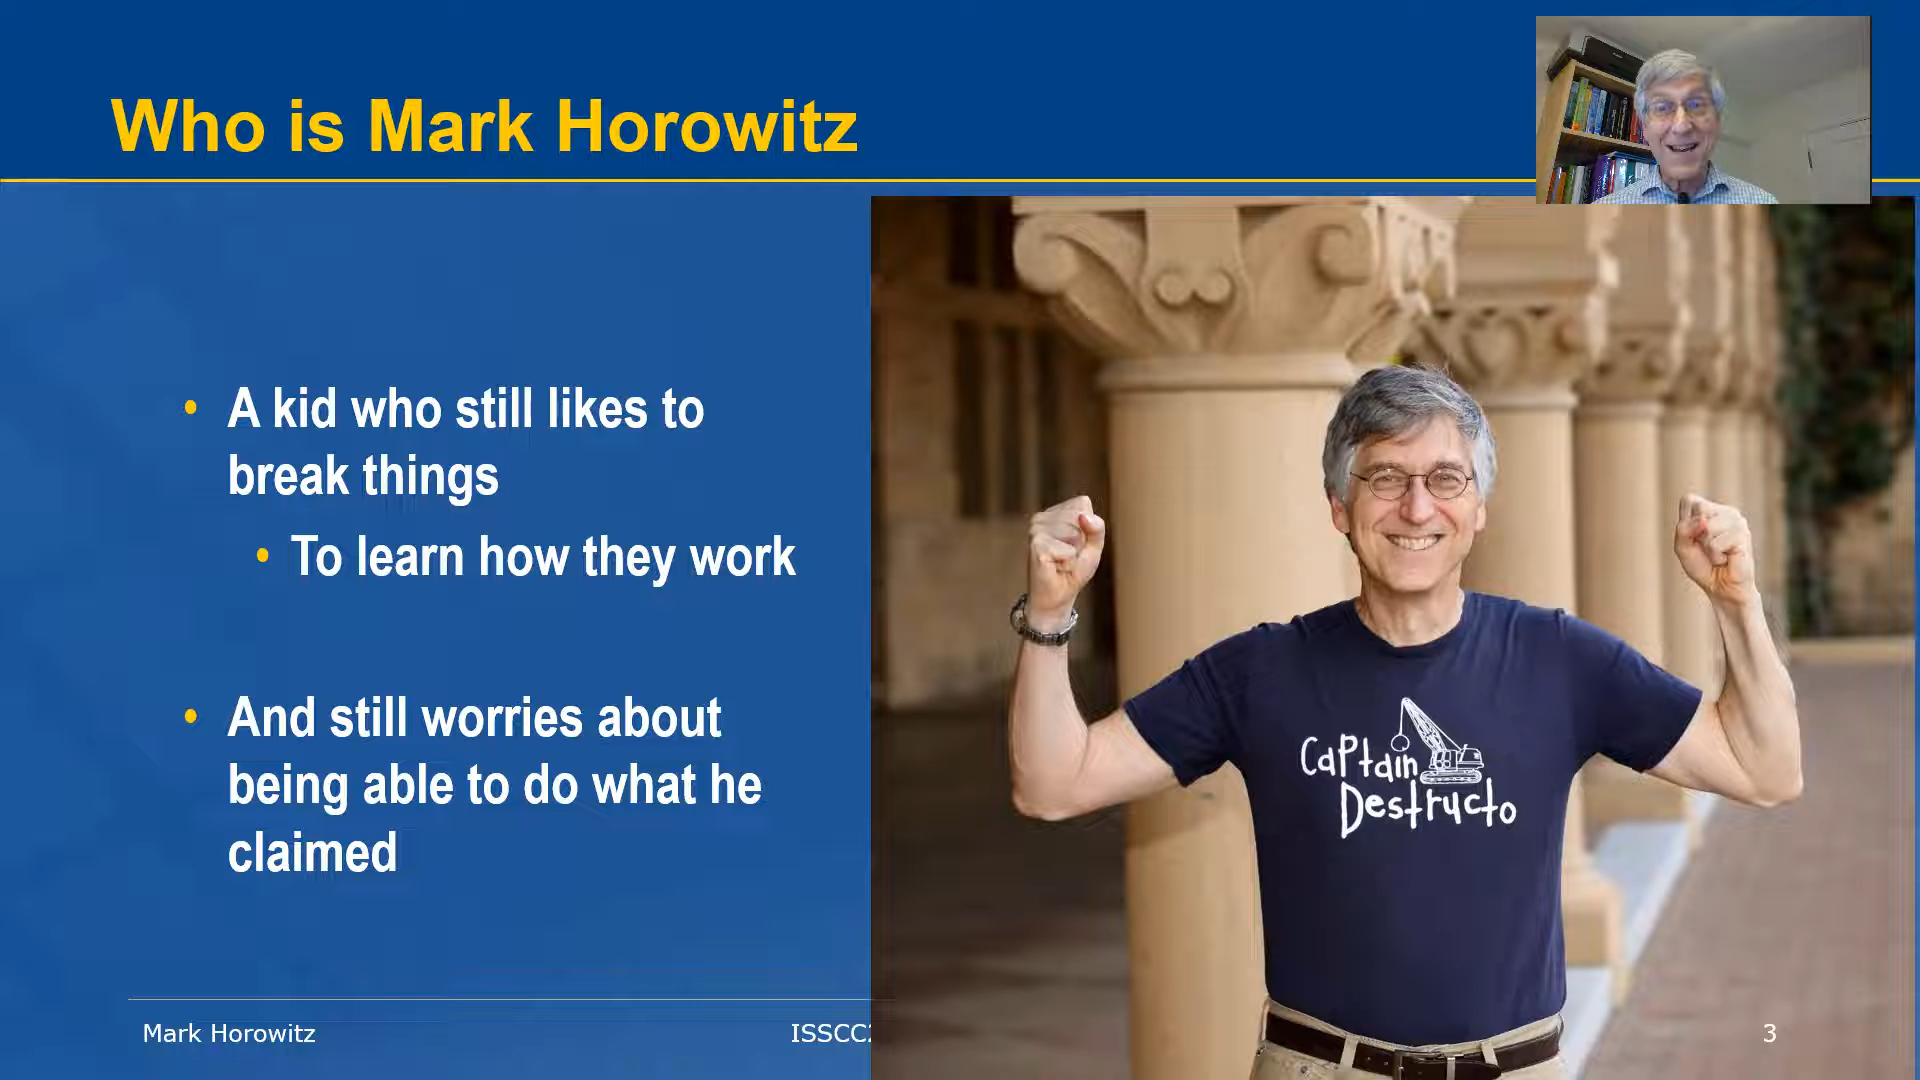 Who is Mark Horowitz
• A kid who still likes to
break things
• To learn how they work
• And still worries about
being able to do what he
claimed
CaPtain
Destructo
Mark Horowitz
ISSCC
3